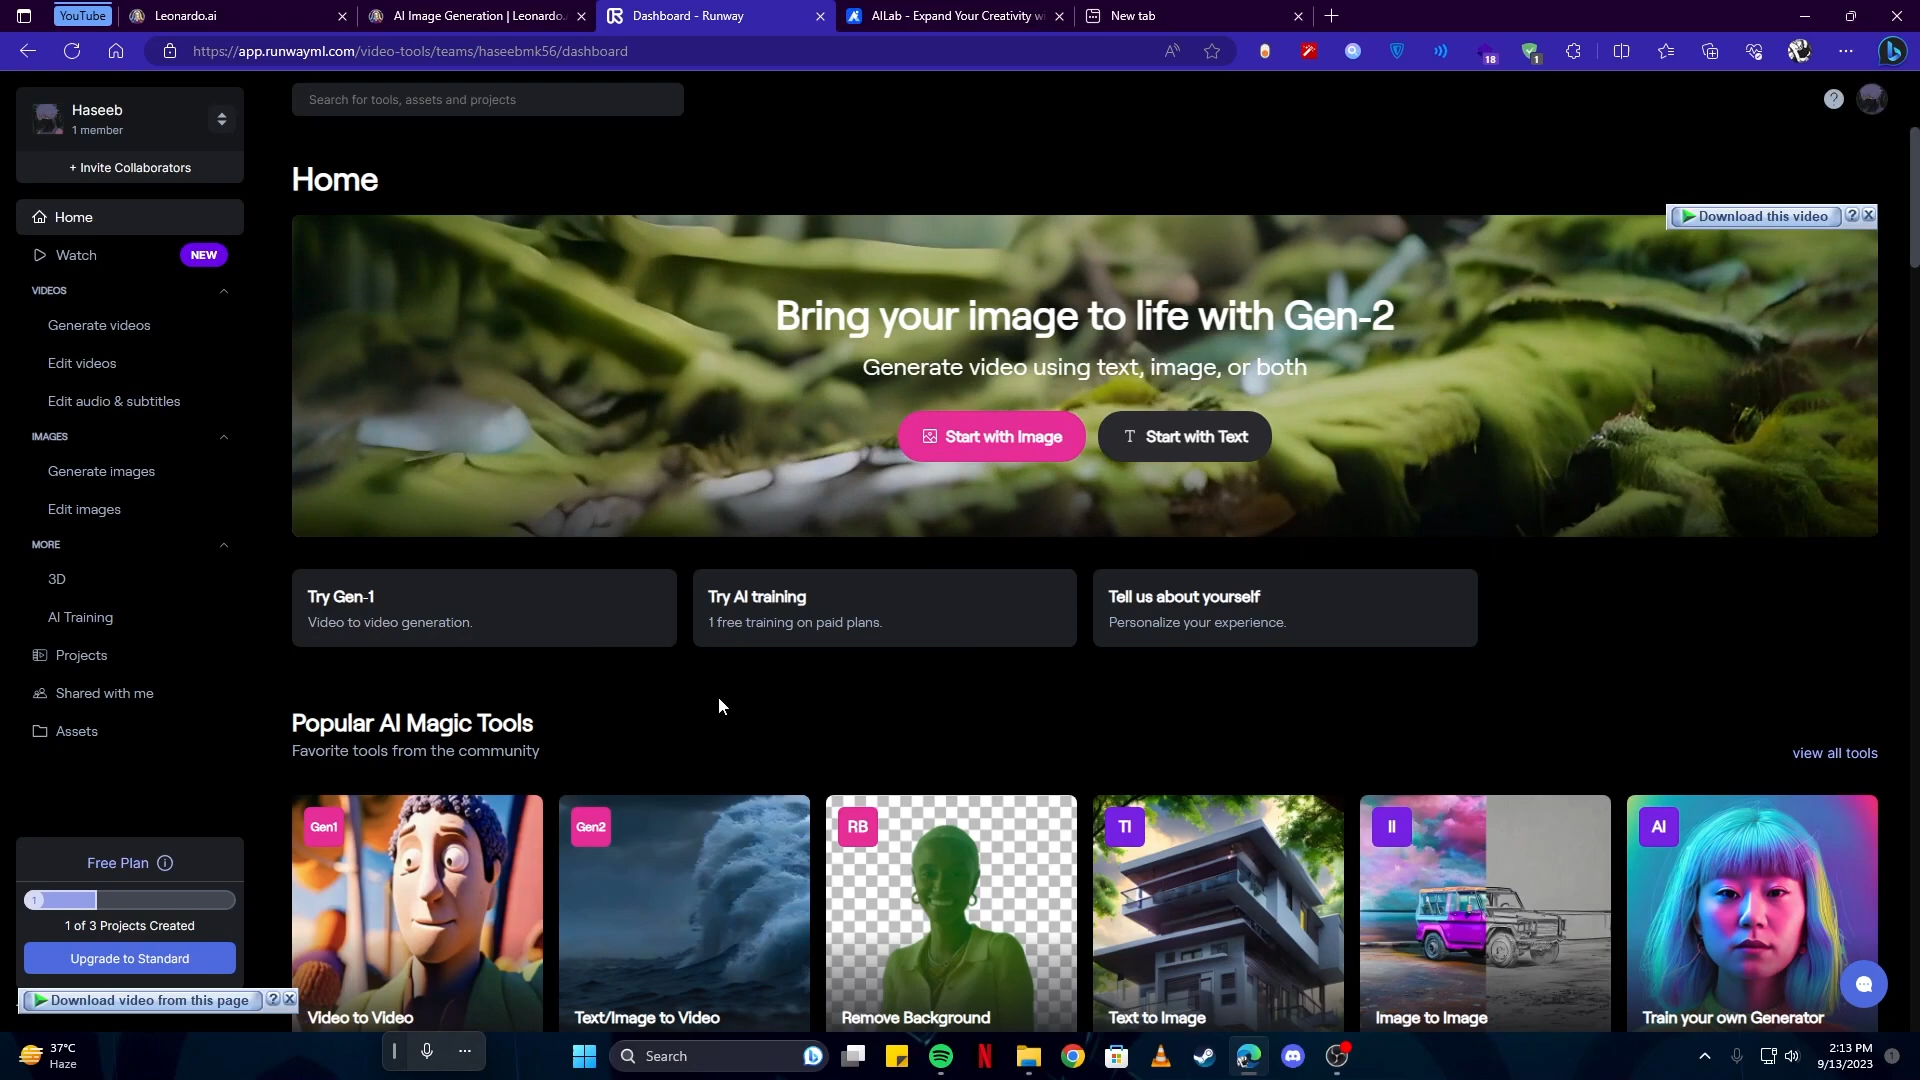 YouTube
Leonardo.ai
AI Image Generation | Leonardo.
Dashboard - Runway
AILab - Expand Your Creativity wi
New tab
https://app.runwayml.com/video-tools/teams/haseebmk56/dashboard
18
1
Haseeb
1 member
+ Invite Collaborators
Search for tools, assets and projects
?
Home
Watch
NEW
VIDEOS
Generate videos
Edit videos
Edit audio & subtitles
IMAGES
Generate images
Edit images
MORE
3D
AI Training
Projects
Shared with me
Assets
Free Plan
1
1 of 3 Projects Created
Upgrade to Standard
Download video from this page
?
Home
Download this video
?
Bring your image to life with Gen-2
Generate video using text, image, or both
Start with Image
T Start with Text
Try Gen-1
Video to video generation.
Try AI training
1 free training on paid plans.
Tell us about yourself
Personalize your experience.
Popular AI Magic Tools
Favorite tools from the community
view all tools
Gen1
Video to Video
Gen2
Text/Image to Video
RB
Remove Background
TI
Text to Image
II
Image to Image
AI
Train your own Generator
37°C
Haze
Search
2:13 PM
9/13/2023
1